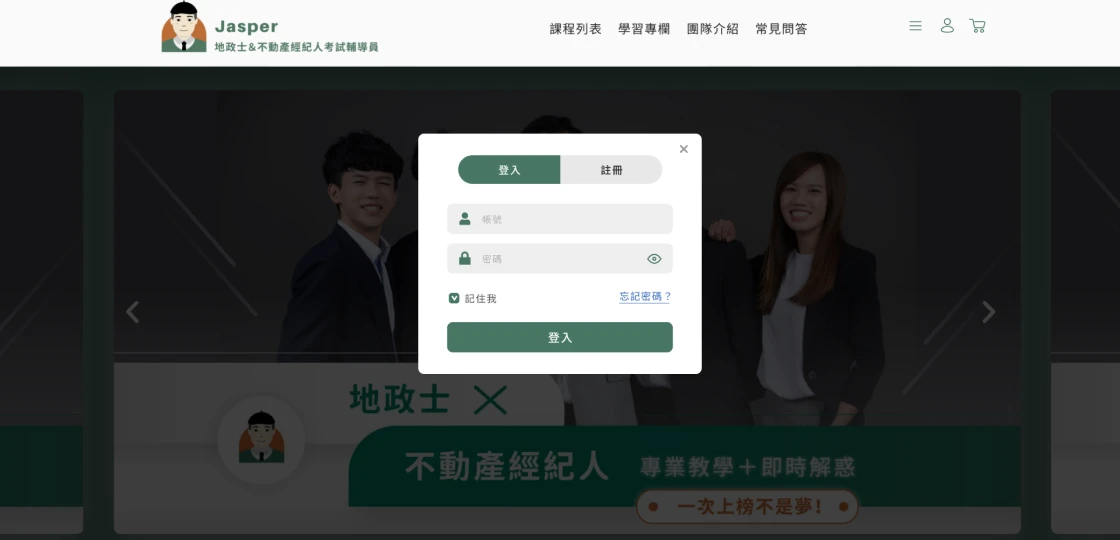 Jasper
地政士&不動產經紀人考試輔導員
課程列表 學習專欄 團隊介紹 常見問答
登入 註冊
帳號
密碼
記住我 忘記密碼？
登入
地政士
不動產經紀人 專業教學＋即時解惑
一次上榜不是夢！